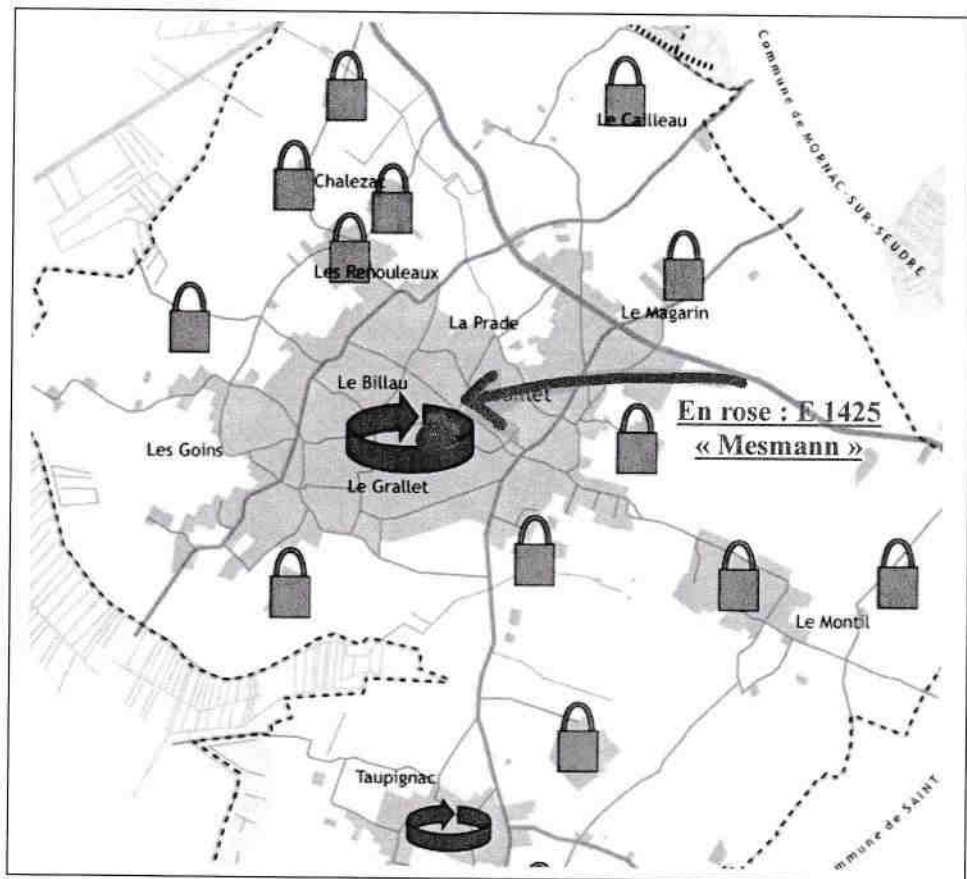 Le Cailleau
Commune de MORNAC-SUR-SEUDRE
Chalezac
Les Renouleaux
La Prade
Le Magarin
Le Billau
En rose : E 1425
« Mesmann »
Les Goins
Le Grallet
Le Montil
Taupignac
mmune de SAINT